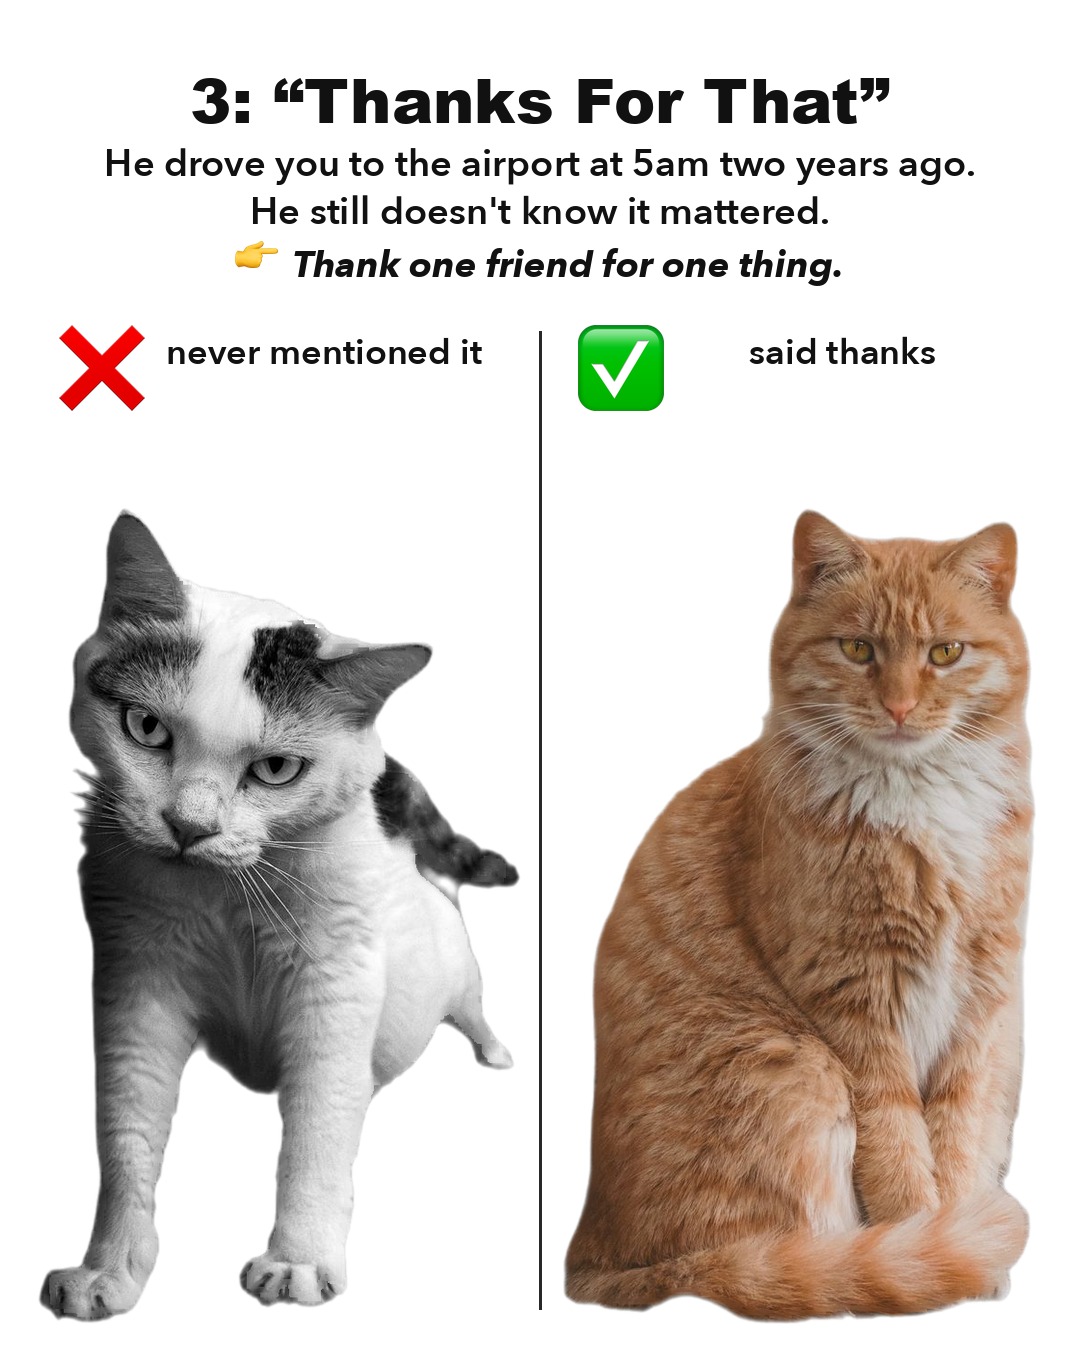 3: “Thanks For That”
He drove you to the airport at 5am two years ago.
He still doesn't know it mattered.
👉 Thank one friend for one thing.
❌ never mentioned it
✅ said thanks